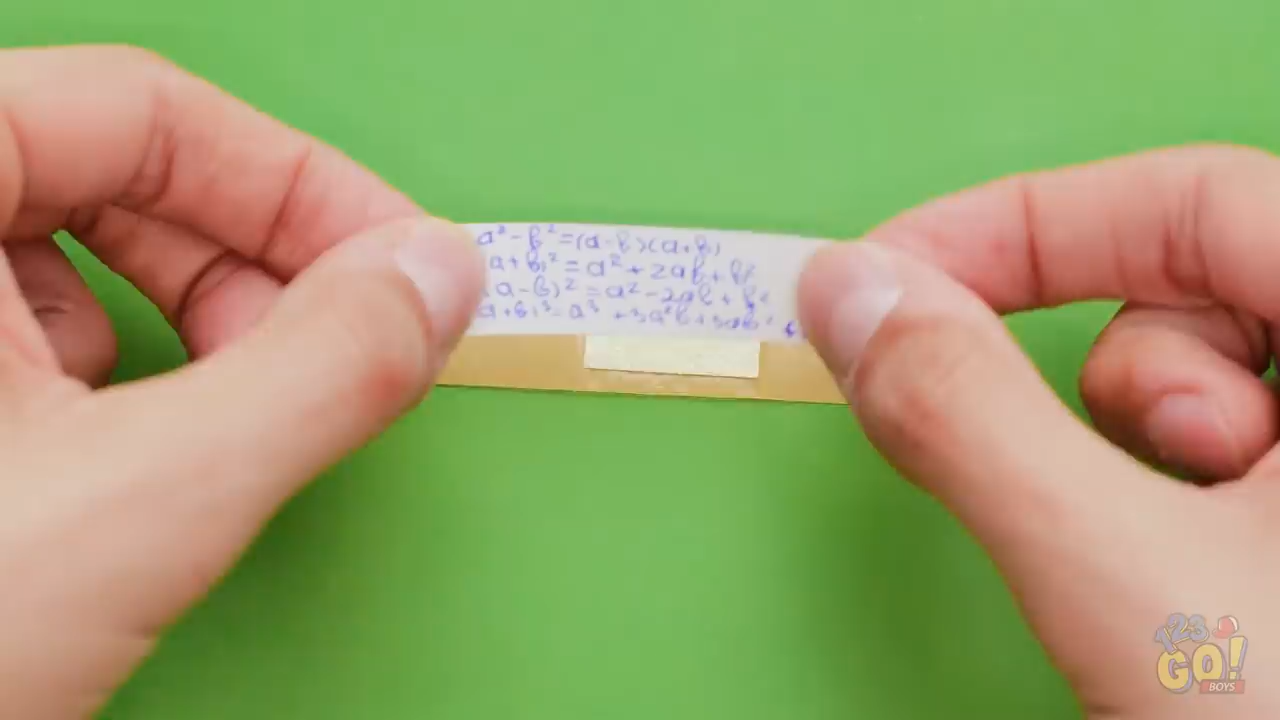 a² - b² = (a - b)(a + b)
(a + b)² = a² + 2ab + b²
(a - b)² = a² - 2ab + b²
(a + b)³ = a³ + 3a²b + 3ab²
123
GO!
BOYS